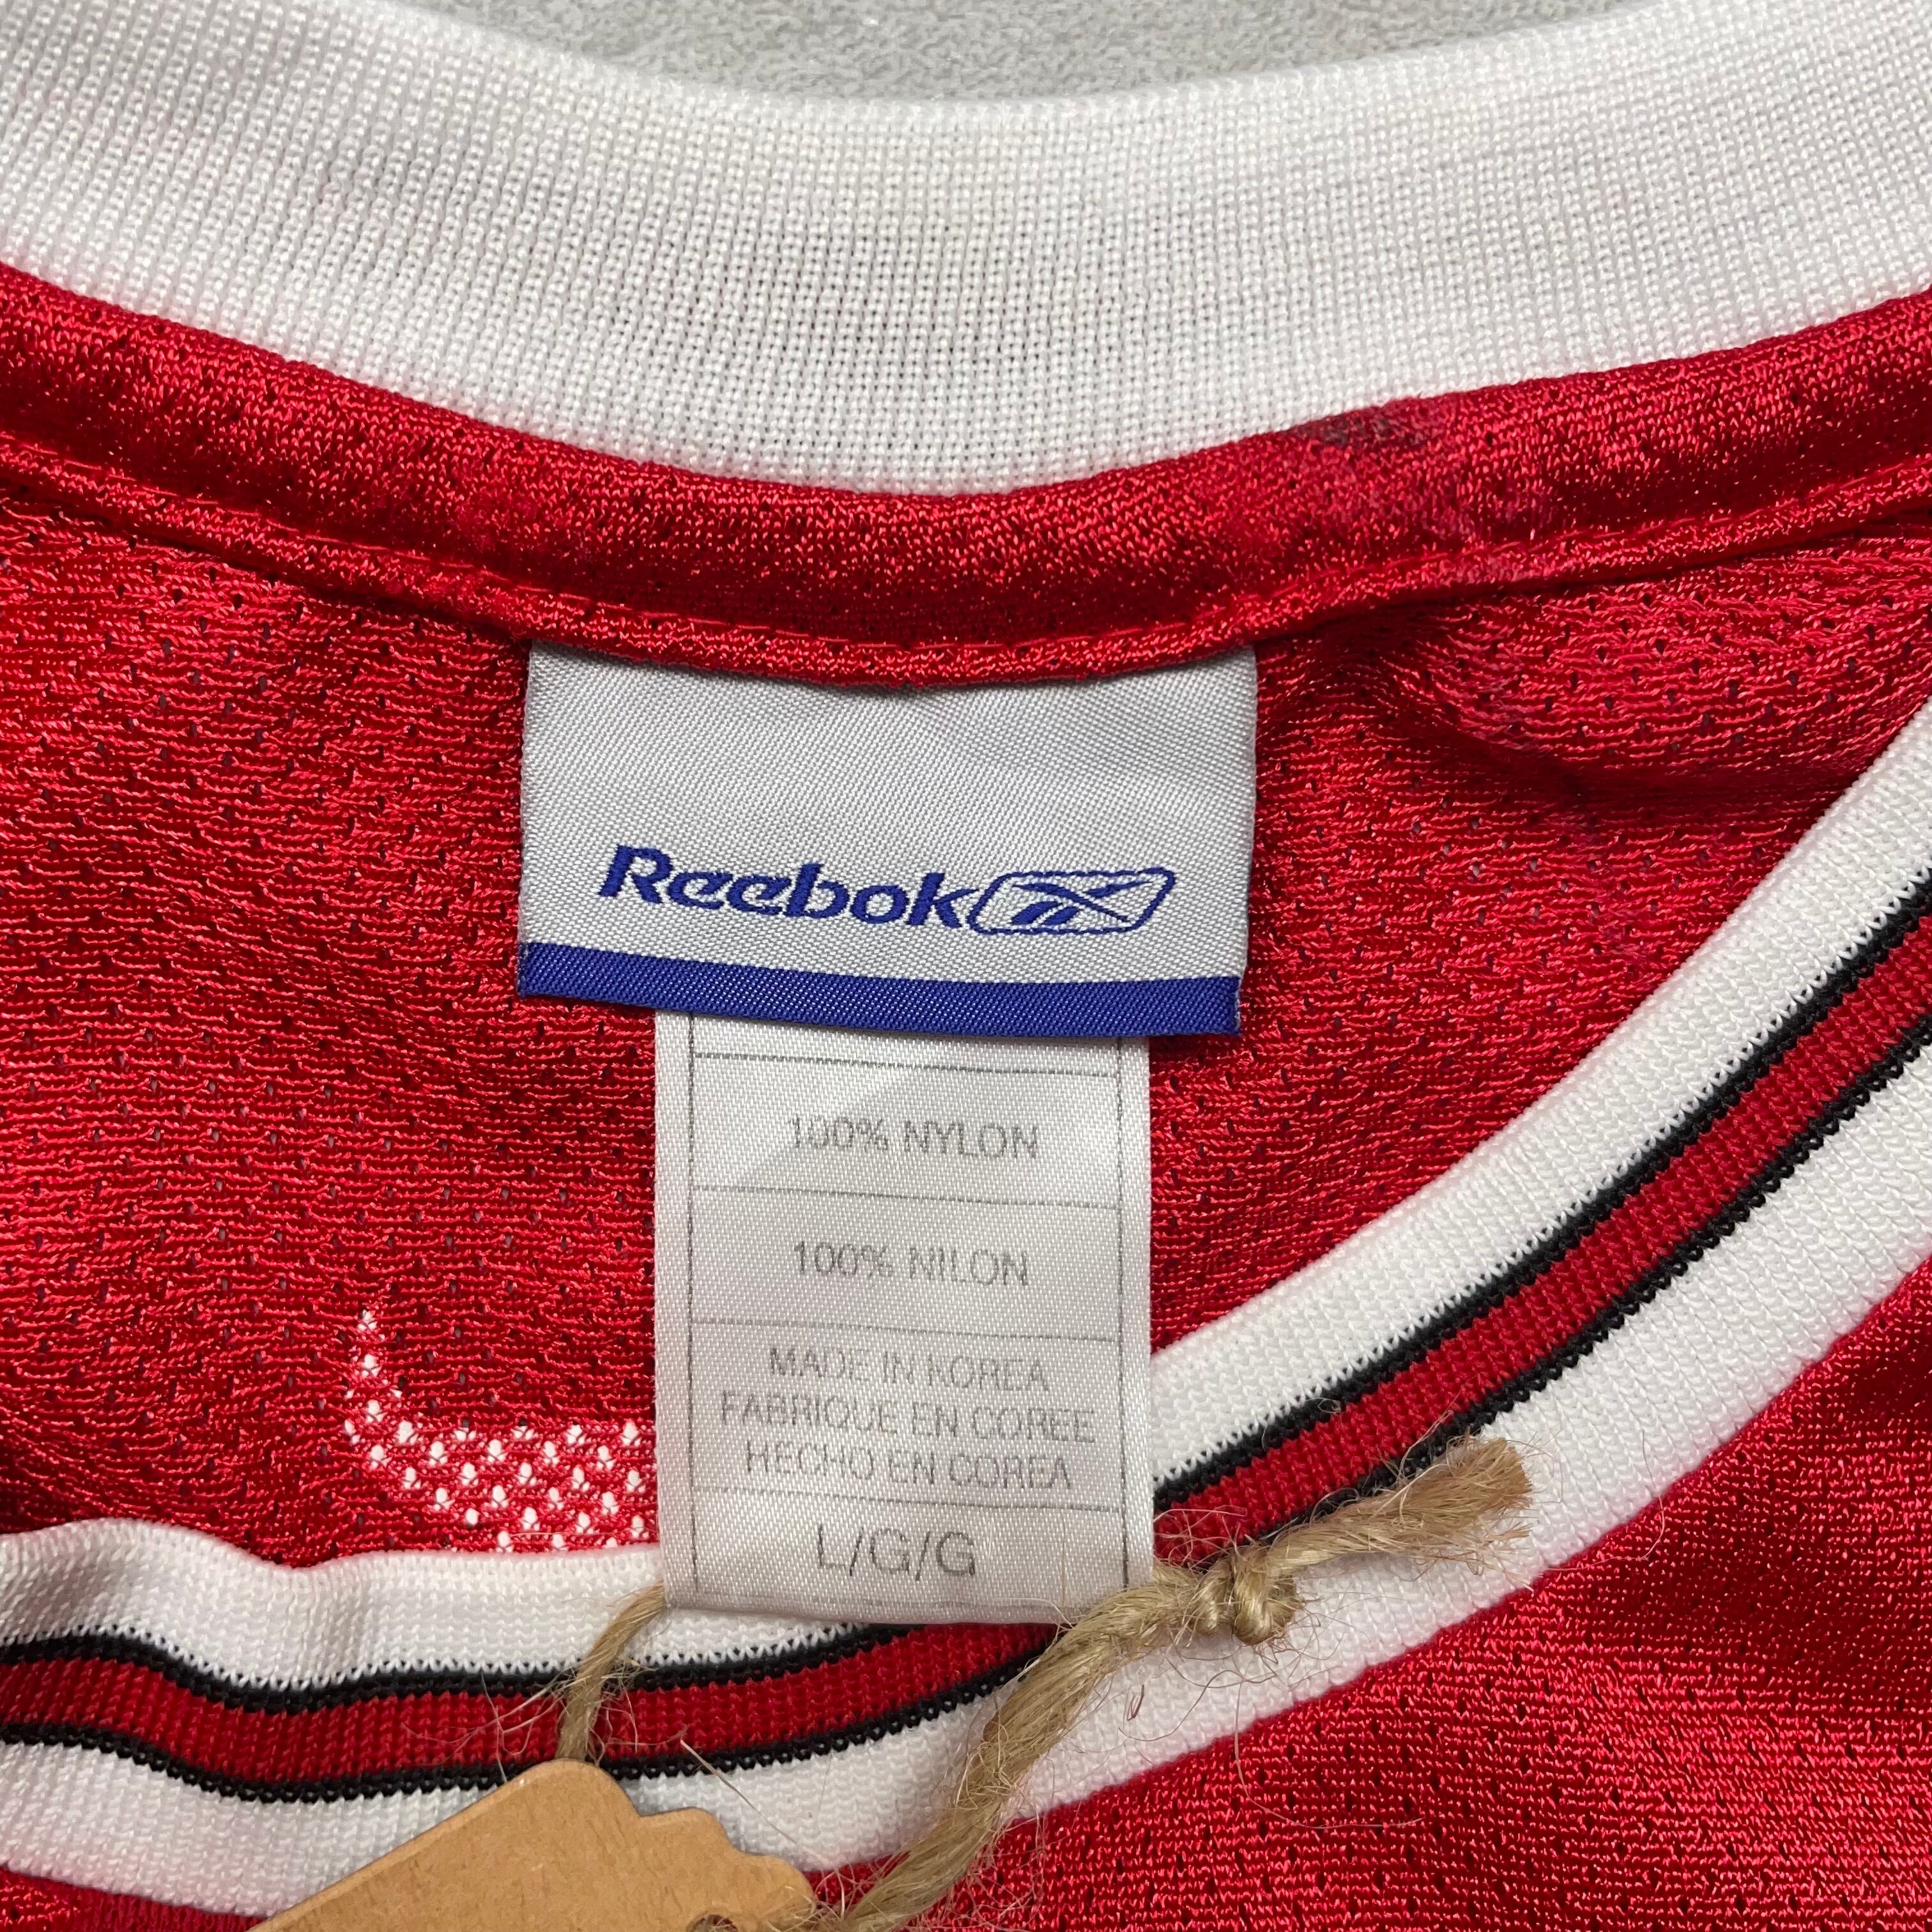 Reebok
100% NYLON
100% NILON
MADE IN KOREA
FABRIQUE EN COREE
HECHO EN COREA
L/G/G